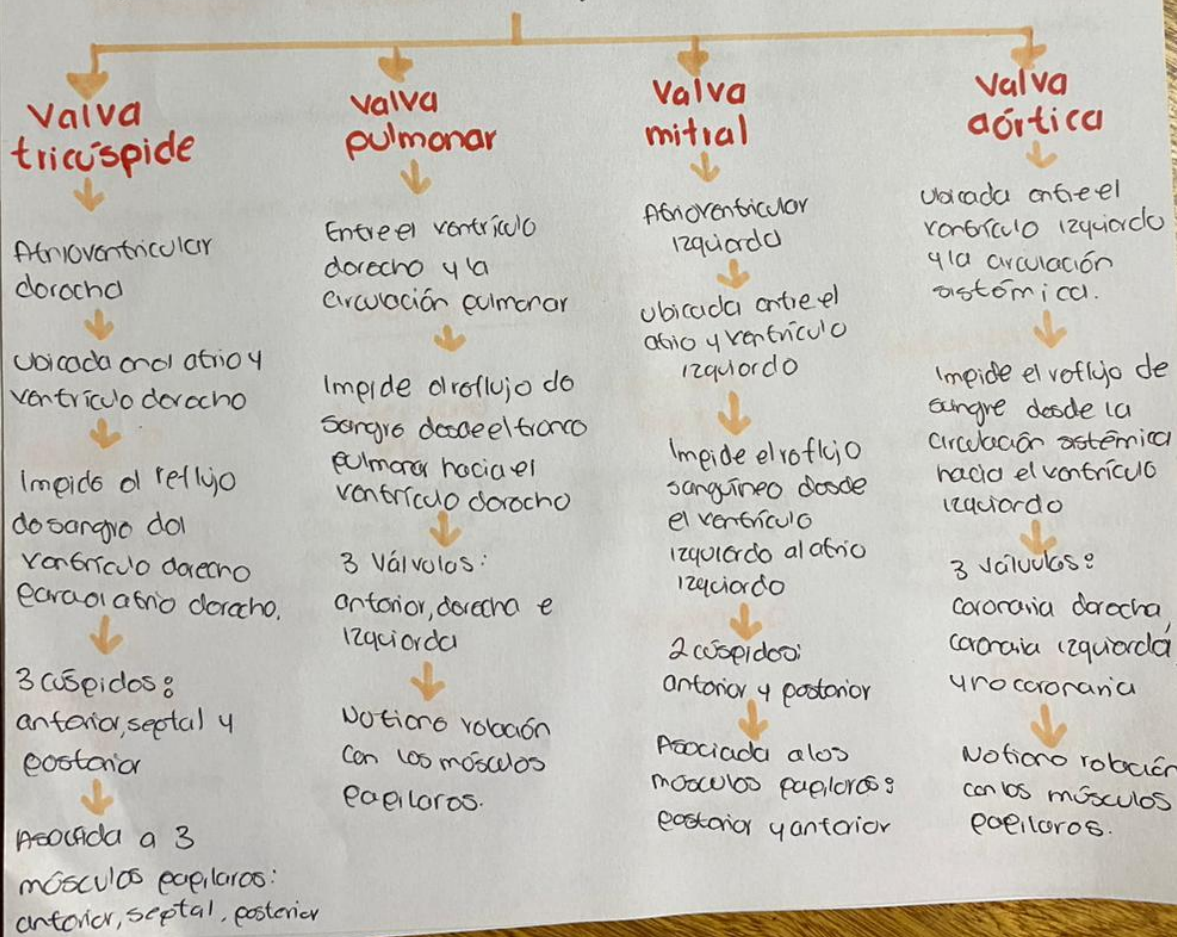 Valva
tricúspide
Atrioventricular
derecha
Ubicada en el atrio y
ventrículo derecho
Impide el reflujo
de sangre del
ventrículo derecho
para el atrio derecho.
3 cúspides:
anterior, septal y
posterior
Asociada a 3
músculos papilares:
anterior, septal, posterior
Valva
pulmonar
Entre el ventrículo
derecho y la
circulación pulmonar
Impide el reflujo de
sangre desde el tronco
pulmonar hacia el
ventrículo derecho
3 Válvulas:
anterior, derecha e
izquierda
No tiene relación
con los músculos
papilares.
Valva
mitral
Atrioventricular
izquierda
Ubicada entre el
atrio y ventrículo
izquierdo
Impide el reflujo
sanguíneo desde
el ventrículo
izquierdo al atrio
izquierdo
2 cúspides:
anterior y posterior
Asociada a los
músculos papilares:
posterior y anterior
Valva
aórtica
Ubicada entre el
ventrículo izquierdo
y la circulación
sistémica.
Impide el reflujo de
sangre desde la
circulación sistémica
hacia el ventrículo
izquierdo
3 válvulas:
coronaria derecha,
coronaria izquierda
y no coronaria
No tiene relación
con los músculos
papilares.